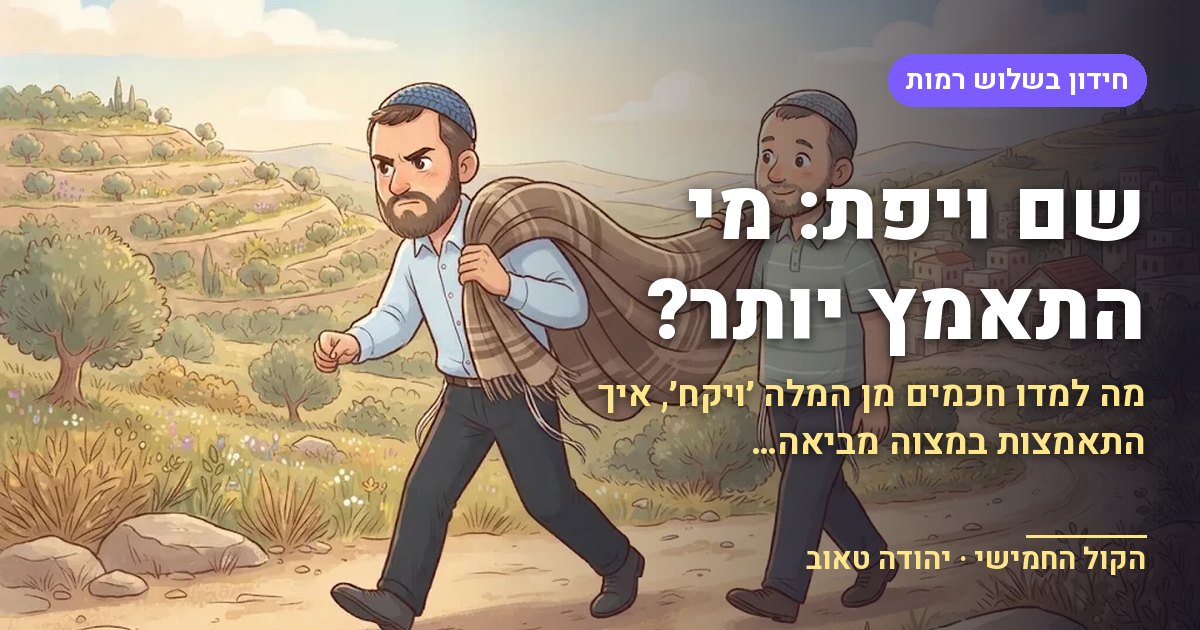 חידון בשלוש רמות
שם ויפת: מי
התאמץ יותר?
מה למדו חכמים מן המלה 'ויקח', איך
התאמצות במצוה מביאה...
הקול החמישי · יהודה טאוב